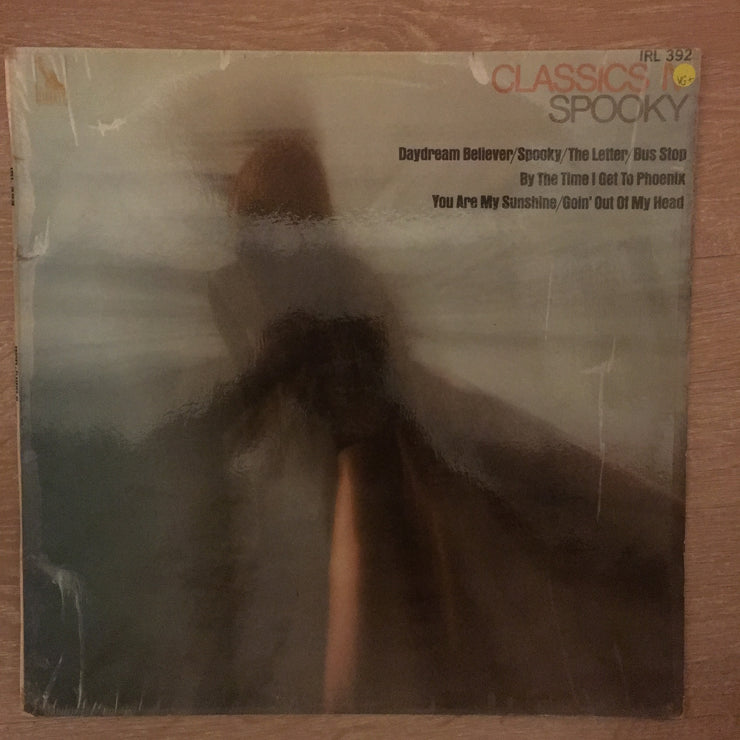 IRL 392
CLASSICS IV
SPOOKY
Daydream Believer/Spooky/The Letter/Bus Stop
By The Time I Get To Phoenix
You Are My Sunshine/Goin' Out Of My Head